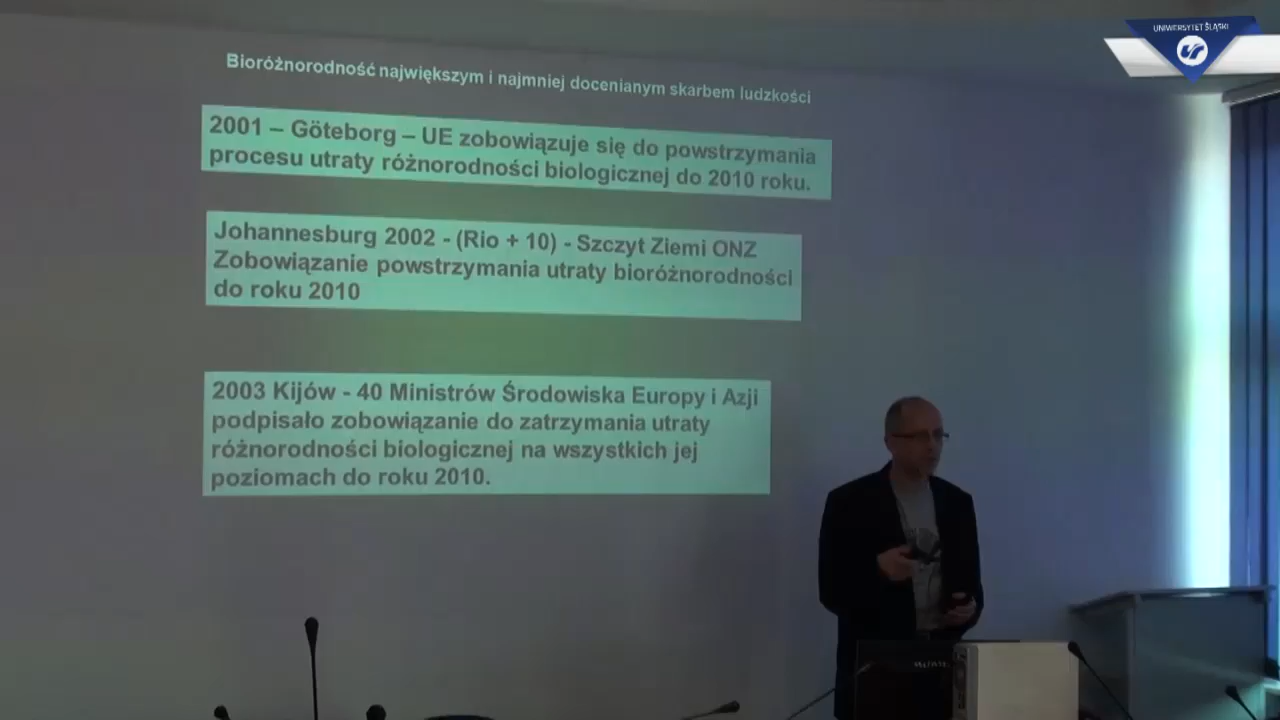 UNIWERSYTET ŚLĄSKI
Bioróżnorodność największym i najmniej docenianym skarbem ludzkości
2001 – Göteborg – UE zobowiązuje się do powstrzymania
procesu utraty różnorodności biologicznej do 2010 roku.
Johannesburg 2002 - (Rio + 10) - Szczyt Ziemi ONZ
Zobowiązanie powstrzymania utraty bioróżnorodności
do roku 2010
2003 Kijów - 40 Ministrów Środowiska Europy i Azji
podpisało zobowiązanie do zatrzymania utraty
różnorodności biologicznej na wszystkich jej
poziomach do roku 2010.